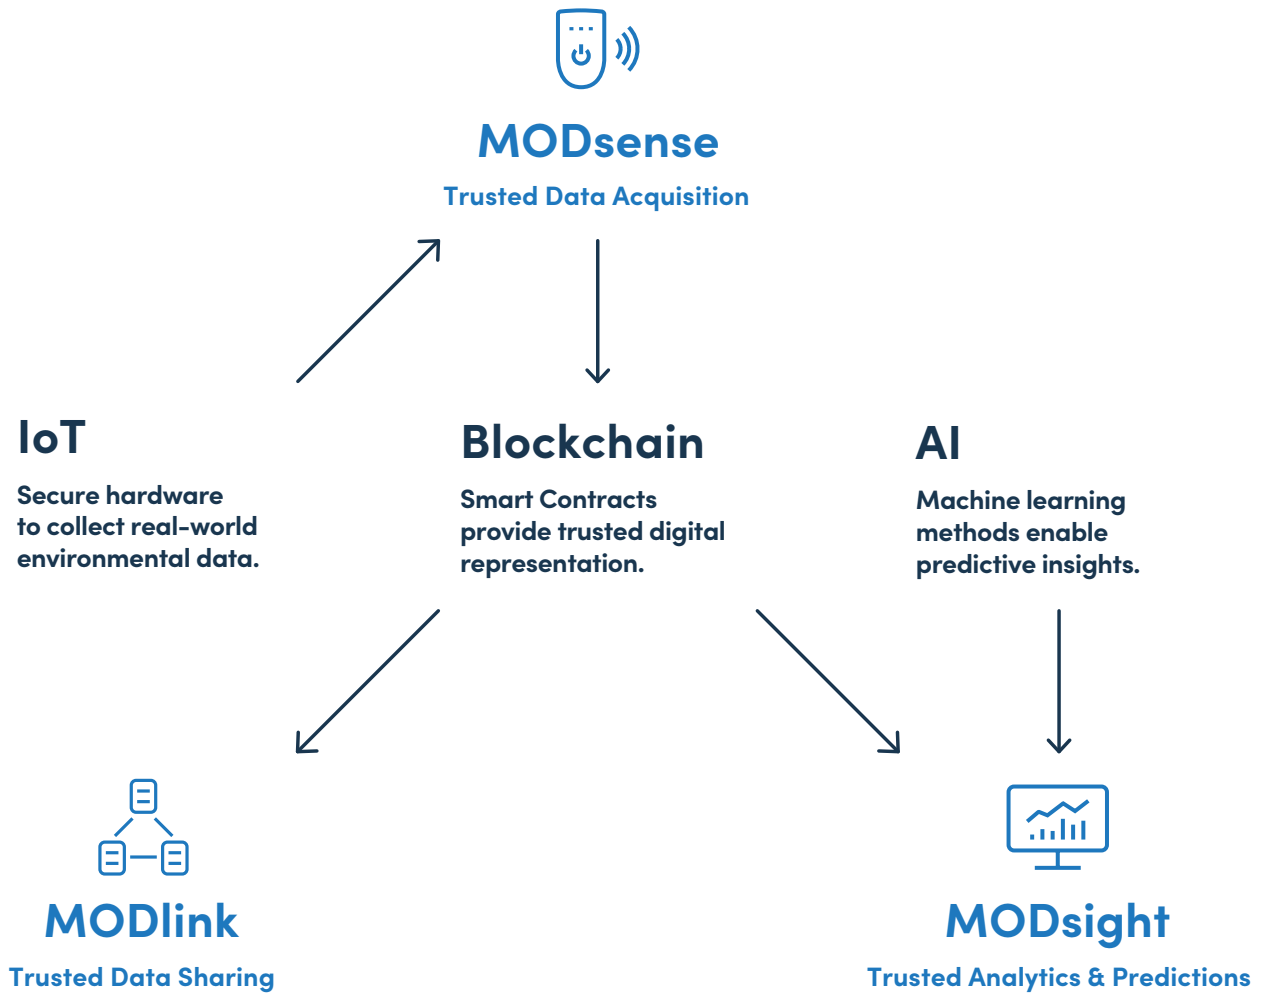 MODsense
Trusted Data Acquisition
IoT
Secure hardware
to collect real-world
environmental data.
Blockchain
Smart Contracts
provide trusted digital
representation.
AI
Machine learning
methods enable
predictive insights.
MODlink
Trusted Data Sharing
MODsight
Trusted Analytics & Predictions